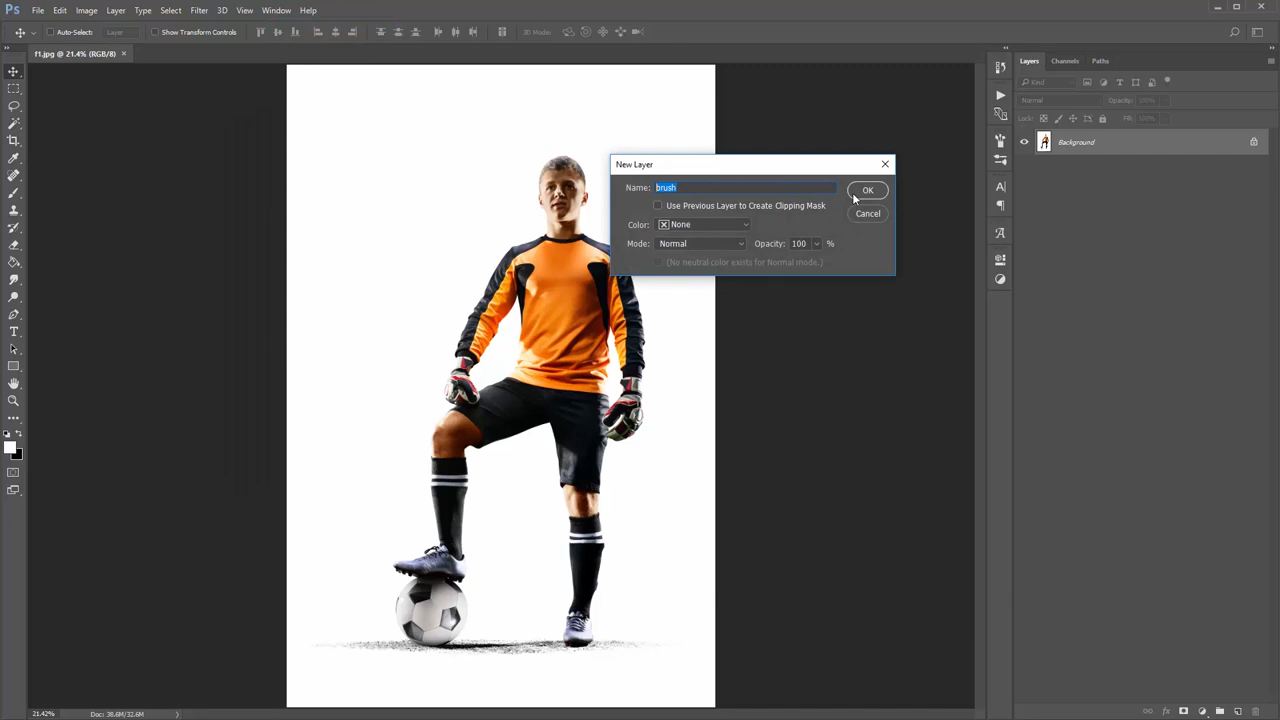 Ps File Edit Image Layer Type Select Filter 3D View Window Help
Auto-Select: Layer Show Transform Controls 3D Mode:
f1.jpg @ 21.4% (RGB/8) ×
Layers Channels Paths
Kind
Normal Opacity: 100%
Lock: Fill: 100%
Background
New Layer
Name: brush
OK
Use Previous Layer to Create Clipping Mask
Cancel
Color: None
Mode: Normal Opacity: 100 %
(No neutral color exists for Normal mode.)
21.42% Doc: 38.6M/32.6M